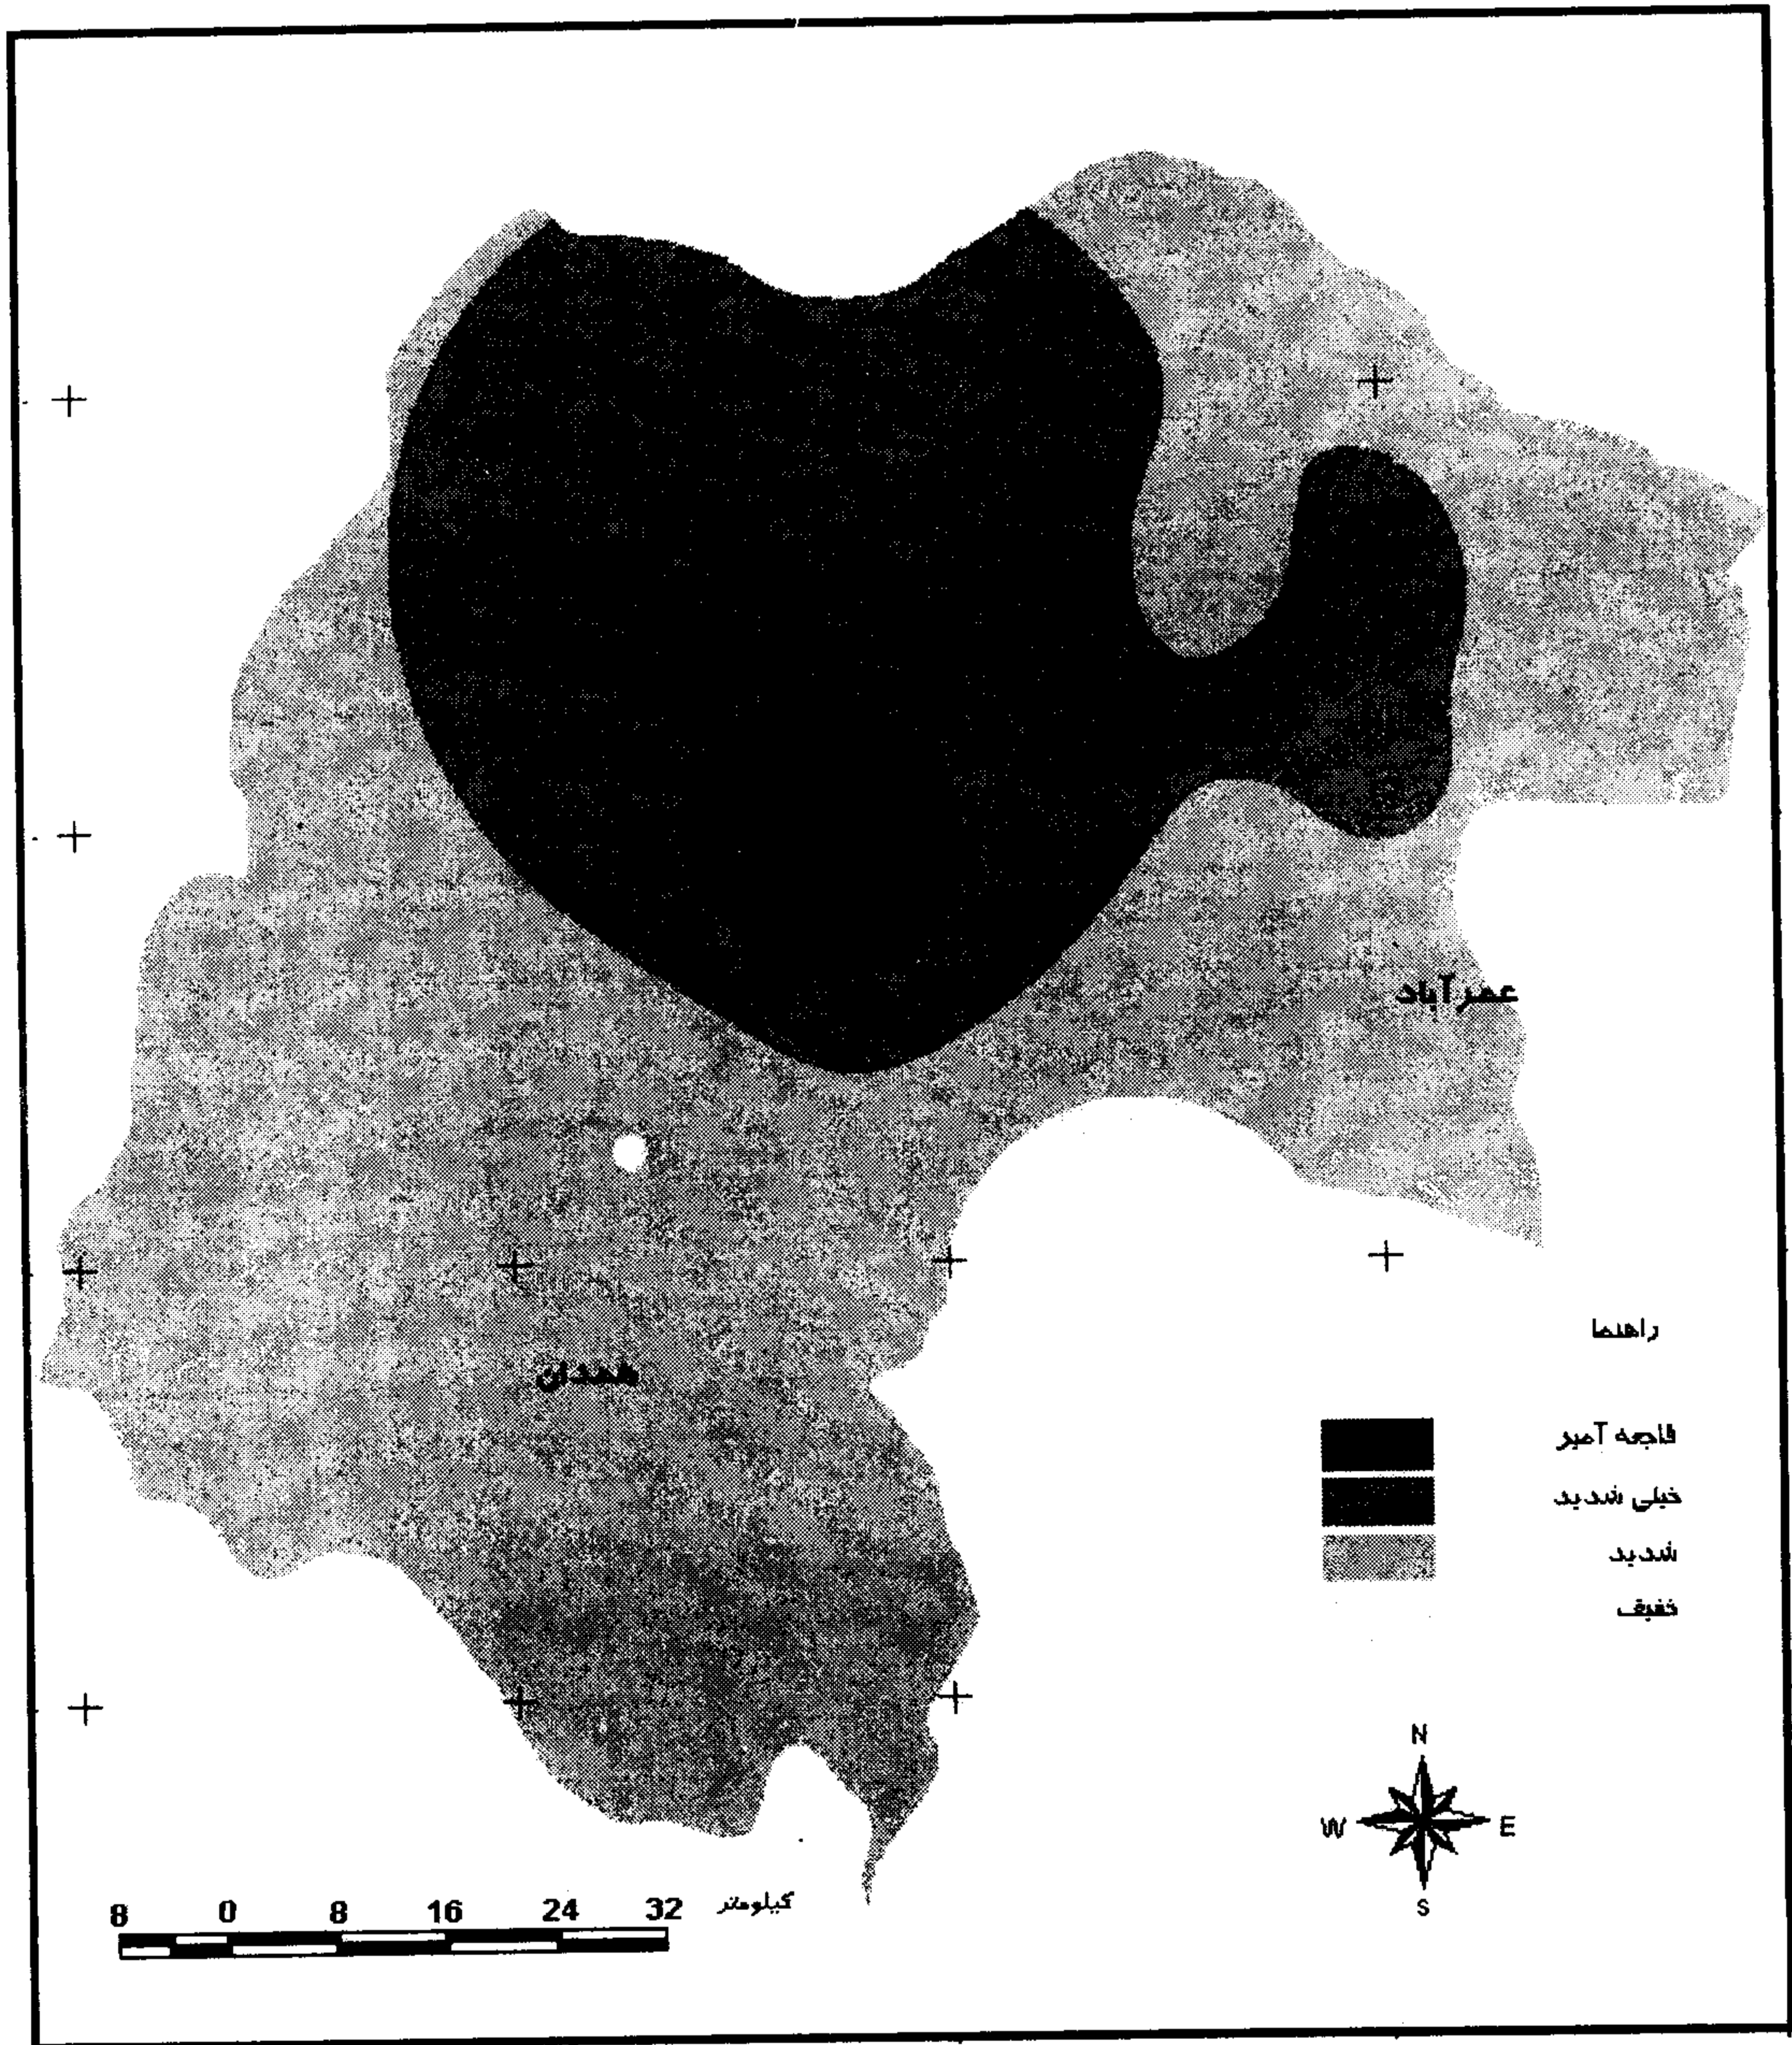 عمرآباد
همدان
راهنما
فاجعه آمیز
خیلی شدید
شدید
خفیف
N
W E
S
8 0 8 16 24 32 کیلومتر